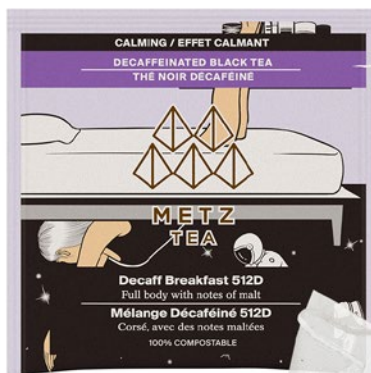 CALMING / EFFET CALMANT
DECAFFEINATED BLACK TEA
THÉ NOIR DÉCAFÉINÉ
METZ
TEA
Decaff Breakfast 512D
Full body with notes of malt
Mélange Décaféiné 512D
Corsé, avec des notes maltées
100% COMPOSTABLE